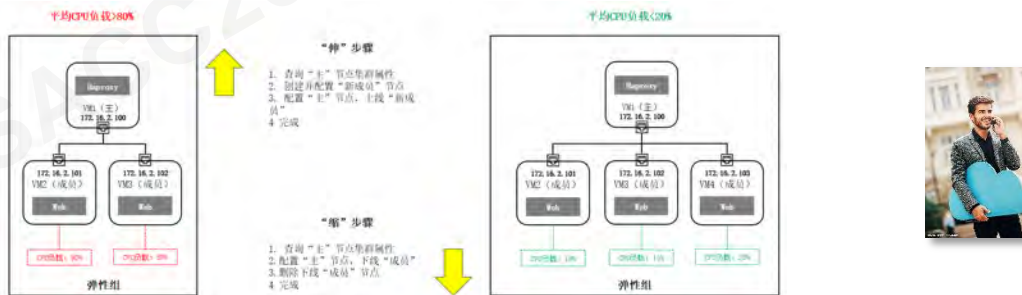 平均CPU负载>80%
Haproxy
VM1（主）
172.16.2.100
172.16.2.101
VM2（成员）
Web
172.16.2.102
VM3（成员）
Web
弹性组
“伸”步骤
1. 查询“主”节点集群属性
2. 创建并配置“新成员”节点
3. 配置“主”节点，上线“新成
员”
4 完成
“缩”步骤
1. 查询“主”节点集群属性
2.配置“主”节点，下线“成员”
3.删除下线“成员”节点
4 完成
平均CPU负载<20%
Haproxy
VM1（主）
172.16.2.100
172.16.2.101
VM2（成员）
Web
172.16.2.102
VM3（成员）
Web
172.16.2.103
VM4（成员）
Web
弹性组